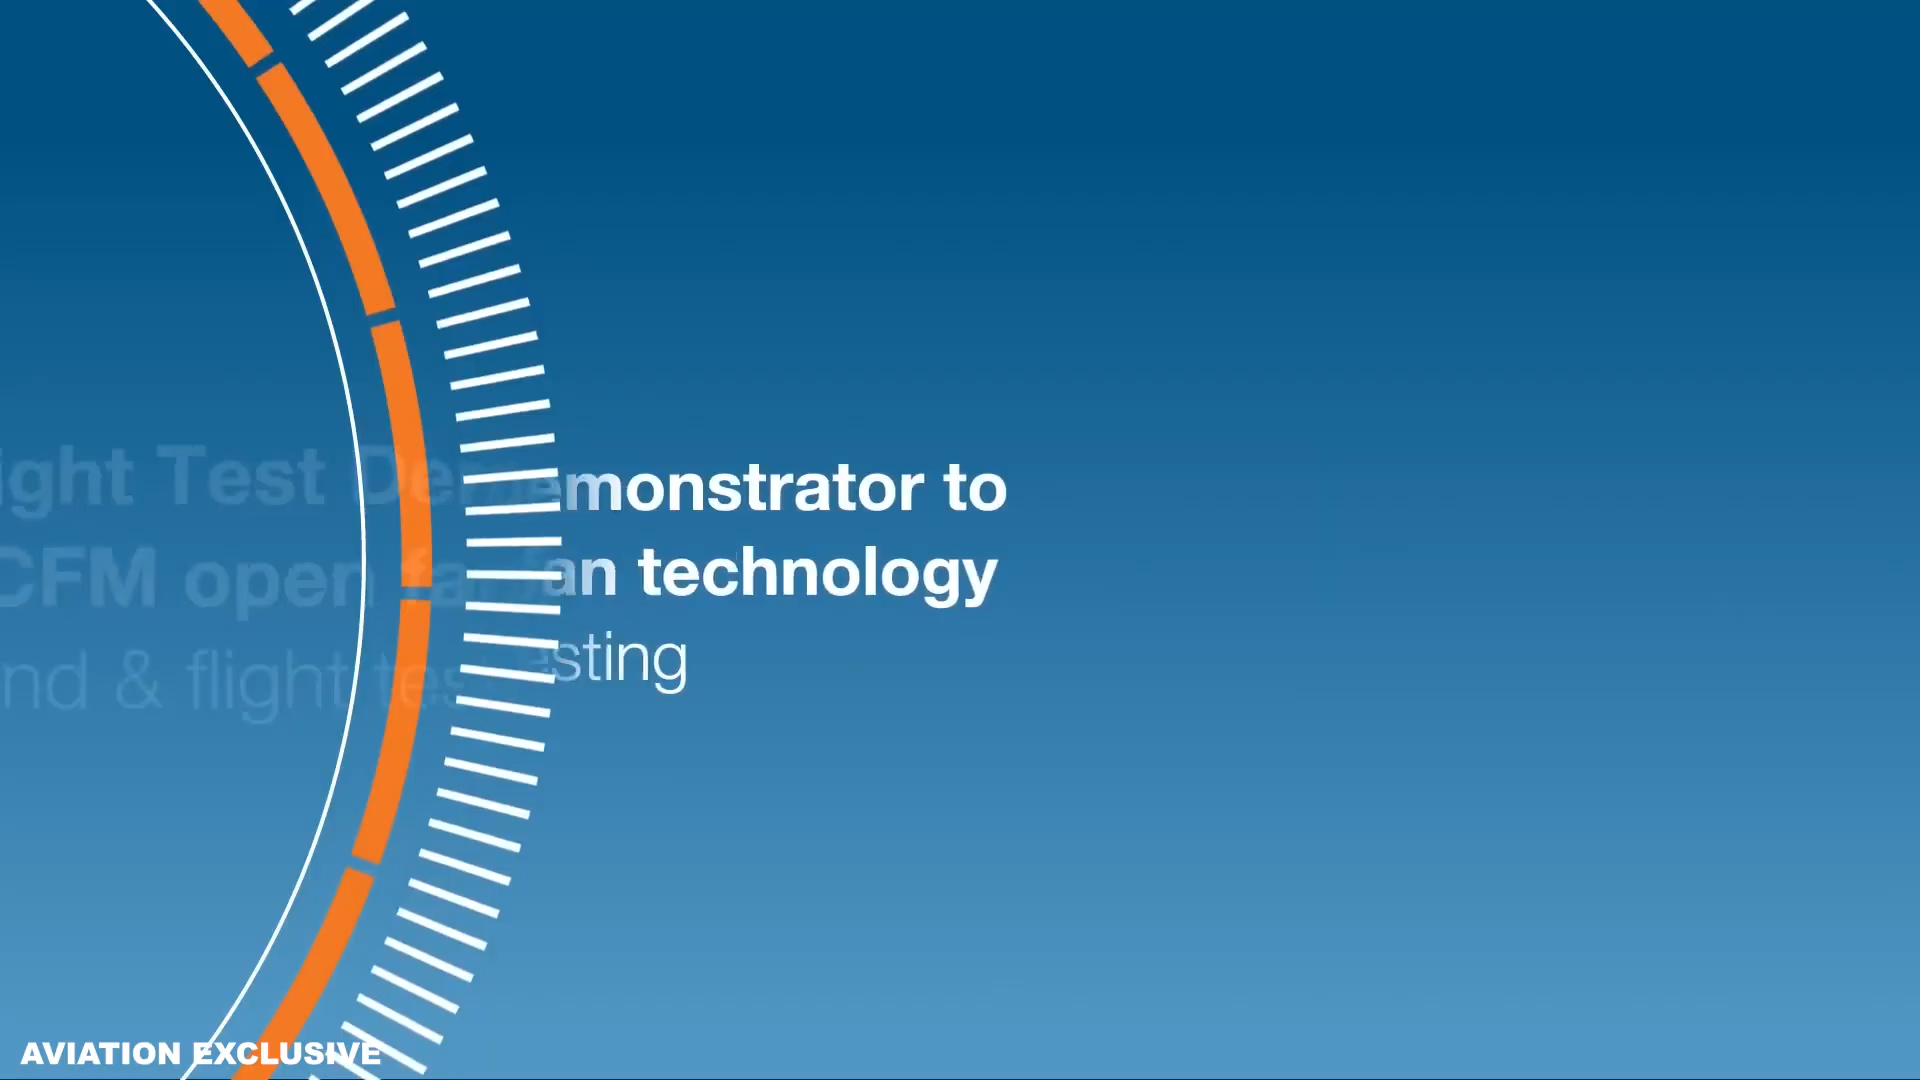 ight Test Demonstrator to
CFM open fan technology
nd & flight testing
AVIATION EXCLUSIVE